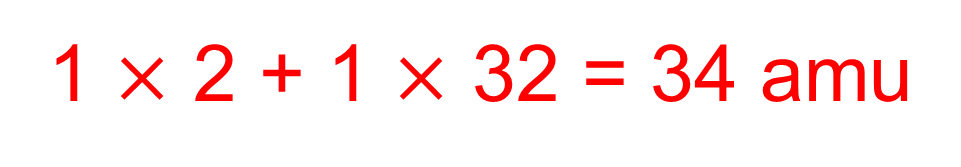 1 × 2 + 1 × 32 = 34 amu